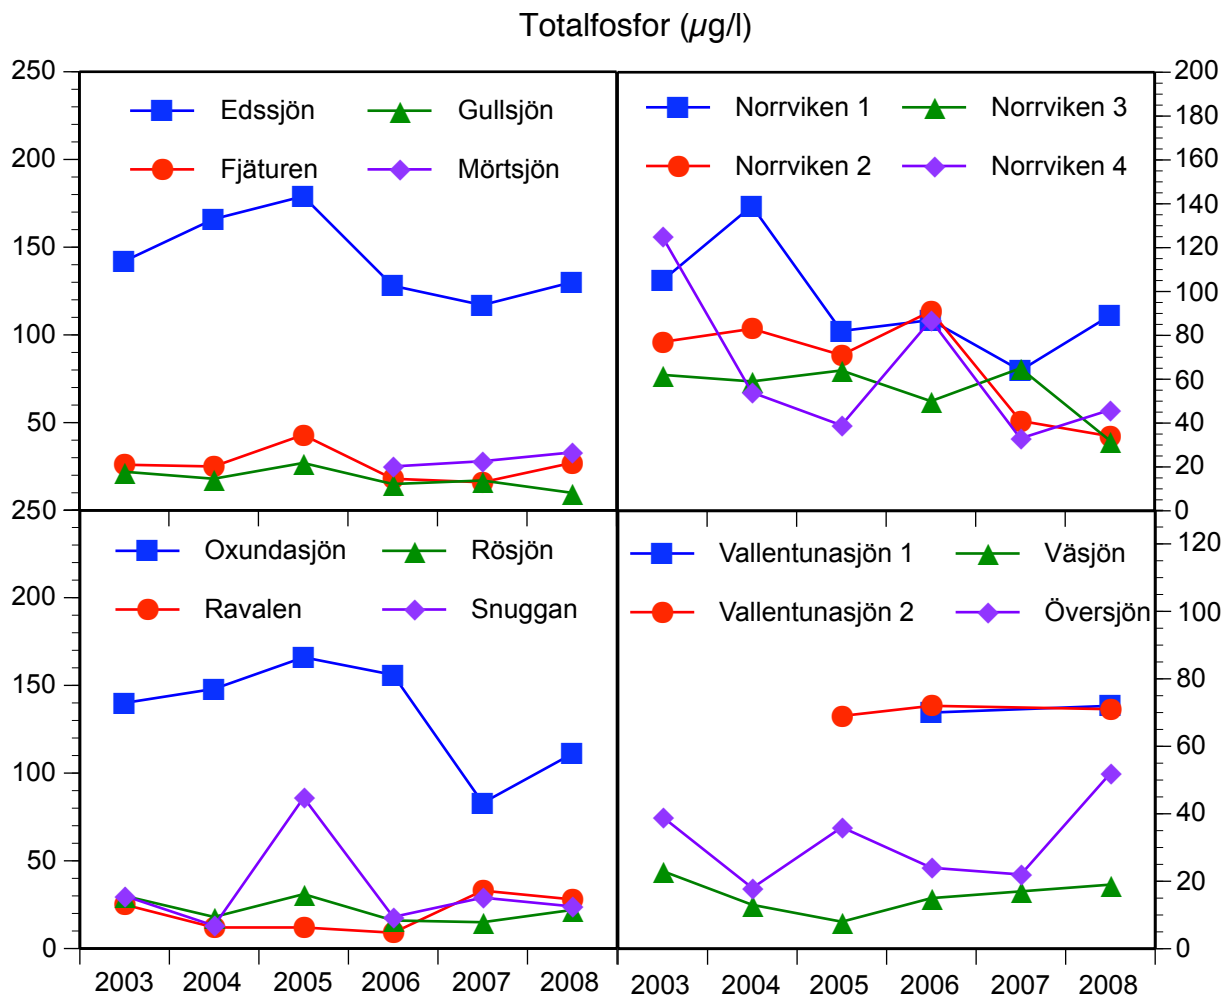 Totalfosfor (µg/l)
250
200
150
100
50
Edssjön
Gullsjön
Fjäturen
Mörtsjön
200
180
160
140
120
100
80
60
40
20
0
Norrviken 1
Norrviken 3
Norrviken 2
Norrviken 4
250
200
150
100
50
0
Oxundasjön
Rösjön
Ravalen
Snuggan
120
100
80
60
40
20
0
Vallentunasjön 1
Väsjön
Vallentunasjön 2
Översjön
2003 2004 2005 2006 2007 2008
2003 2004 2005 2006 2007 2008